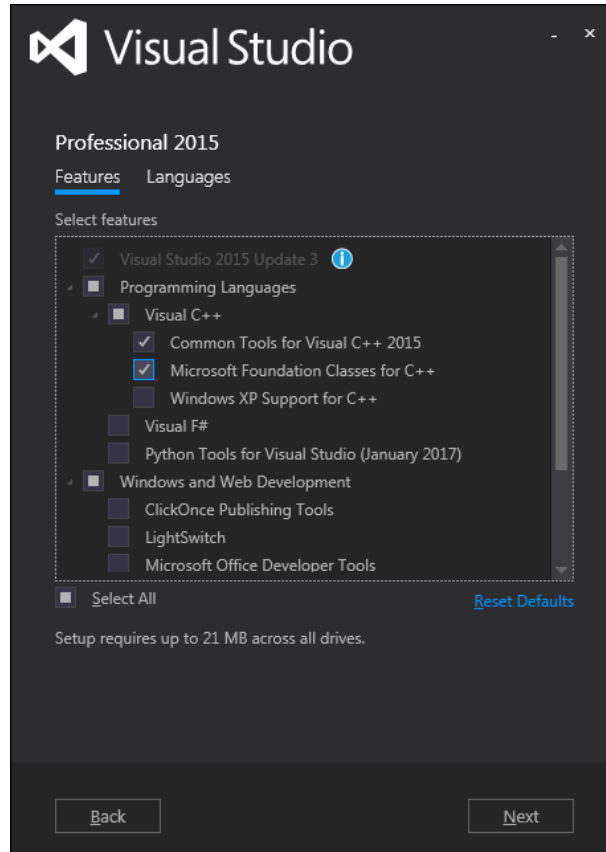 Visual Studio
Professional 2015
Features Languages
Select features
Visual Studio 2015 Update 3
Programming Languages
Visual C++
Common Tools for Visual C++ 2015
Microsoft Foundation Classes for C++
Windows XP Support for C++
Visual F#
Python Tools for Visual Studio (January 2017)
Windows and Web Development
ClickOnce Publishing Tools
LightSwitch
Microsoft Office Developer Tools
Select All Reset Defaults
Setup requires up to 21 MB across all drives.
Back Next